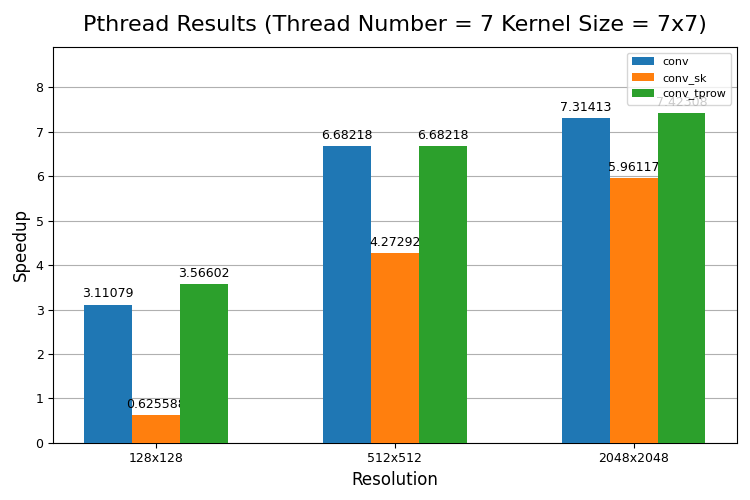 Pthread Results (Thread Number = 7 Kernel Size = 7x7)
conv
conv_sk
conv_tprow
7.42308
7.31413
6.68218
6.68218
5.96117
4.27292
3.56602
3.11079
0.625588
8
7
6
5
4
3
2
1
0
Speedup
128x128
512x512
2048x2048
Resolution